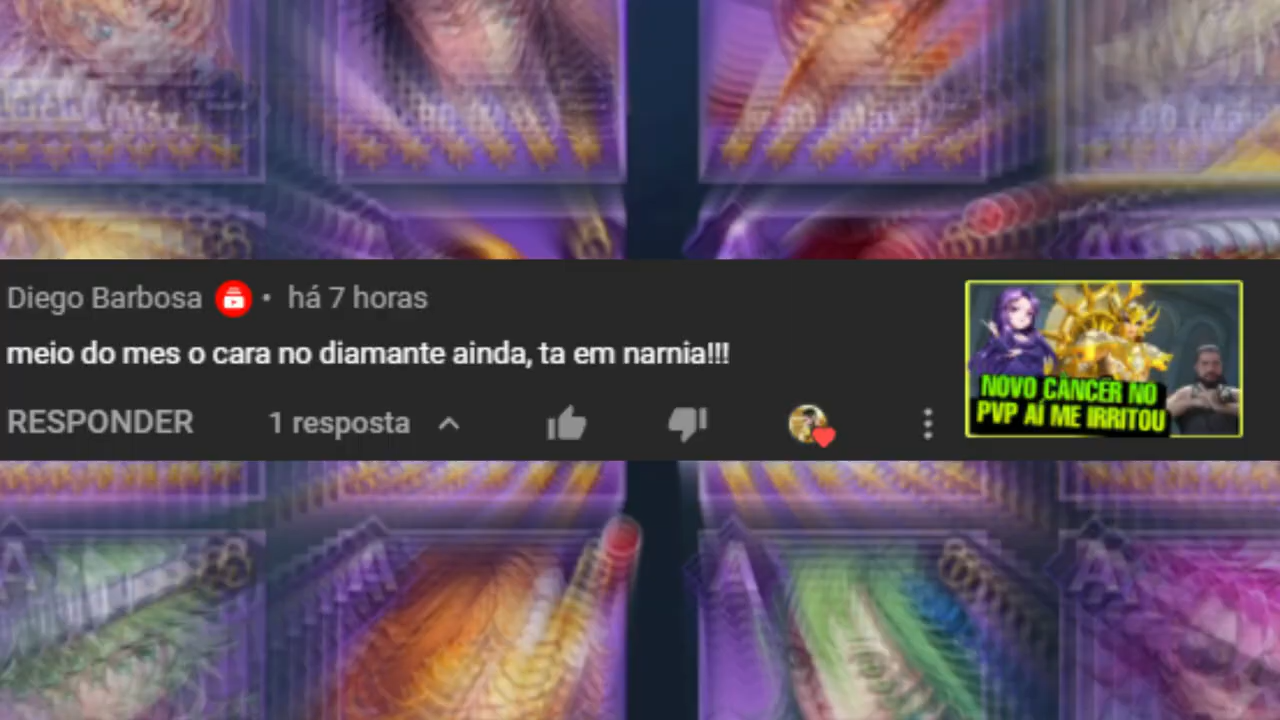 Diego Barbosa • há 7 horas
meio do mes o cara no diamante ainda, ta em narnia!!!
RESPONDER 1 resposta
NOVO CÂNCER NO
PVP AÍ ME IRRITOU